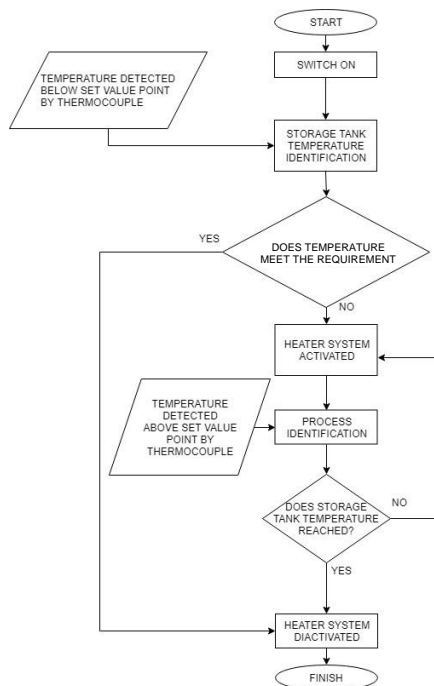 START
SWITCH ON
TEMPERATURE DETECTED
BELOW SET VALUE POINT
BY THERMOCOUPLE
STORAGE TANK
TEMPERATURE
IDENTIFICATION
YES
DOES TEMPERATURE
MEET THE REQUIREMENT
NO
HEATER SYSTEM
ACTIVATED
TEMPERATURE
DETECTED
ABOVE SET VALUE
POINT BY
THERMOCOUPLE
PROCESS
IDENTIFICATION
DOES STORAGE
TANK TEMPERATURE
REACHED?
NO
YES
HEATER SYSTEM
DIACTIVATED
FINISH